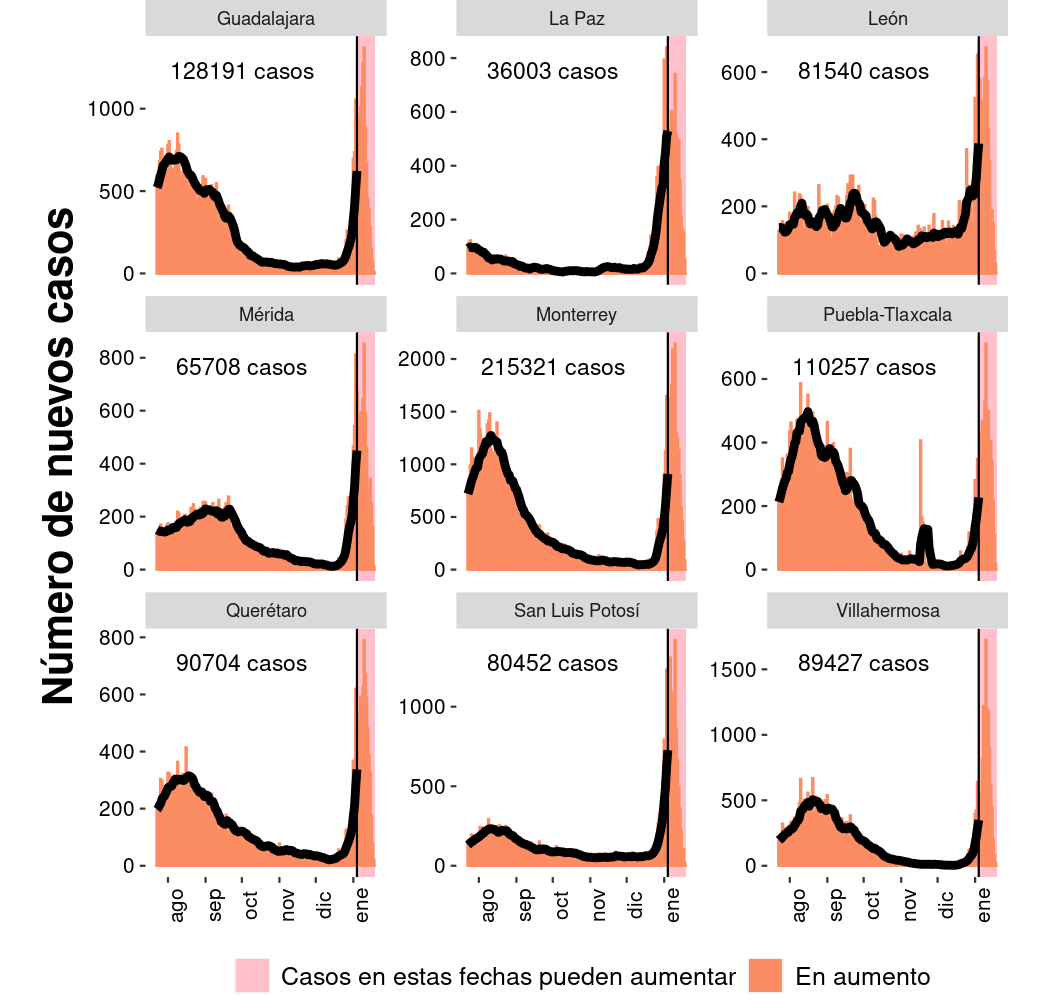 Número de nuevos casos
Guadalajara
128191 casos
1000
500
0
La Paz
36003 casos
800
600
400
200
0
León
81540 casos
600
400
200
0
Mérida
65708 casos
800
600
400
200
0
Monterrey
215321 casos
2000
1500
1000
500
0
Puebla-Tlaxcala
110257 casos
600
400
200
0
Querétaro
90704 casos
800
600
400
200
0
San Luis Potosí
80452 casos
1000
500
0
Villahermosa
89427 casos
1500
1000
500
0
ago sep oct nov dic ene
ago sep oct nov dic ene
ago sep oct nov dic ene
Casos en estas fechas pueden aumentar
En aumento